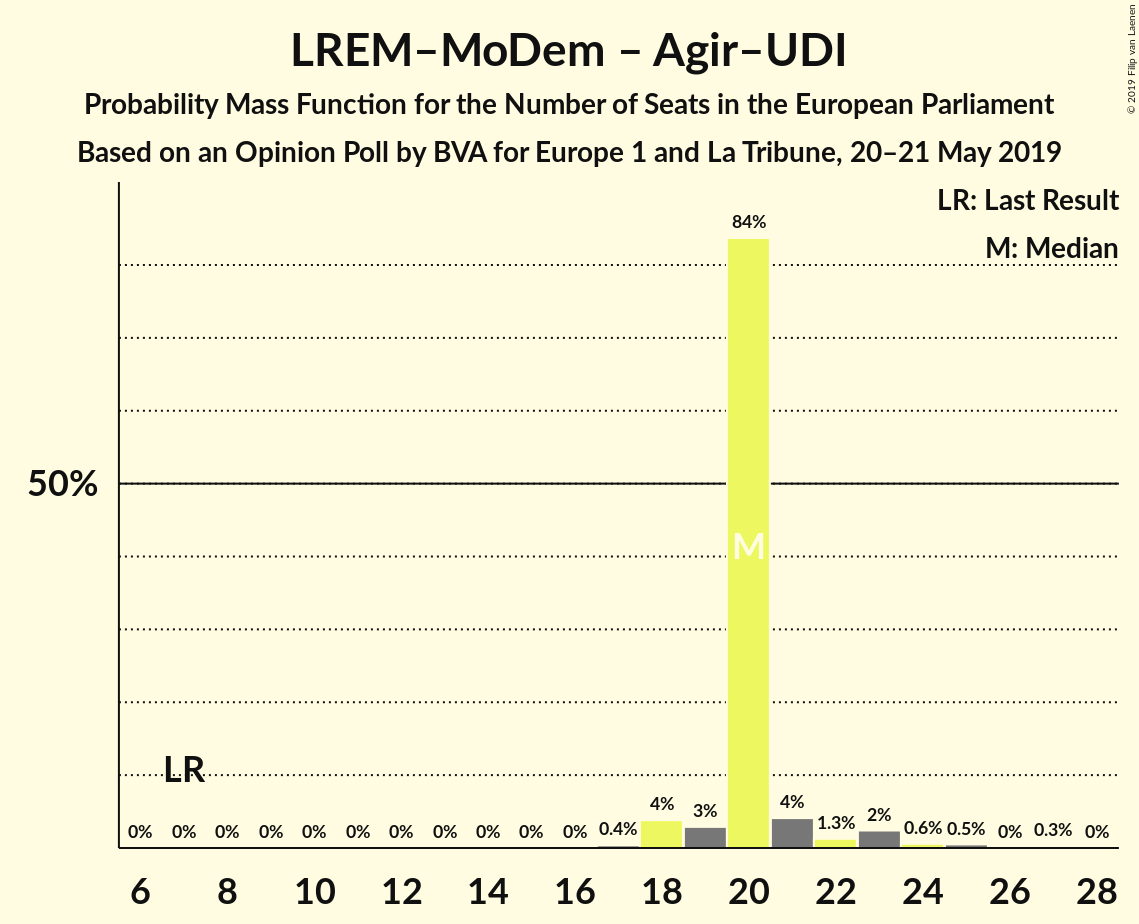 LREM–MoDem – Agir–UDI
Probability Mass Function for the Number of Seats in the European Parliament
Based on an Opinion Poll by BVA for Europe 1 and La Tribune, 20–21 May 2019
© 2019 Filip van Laenen
LR: Last Result
M: Median
50%
LR
M
0% 0% 0% 0% 0% 0% 0% 0% 0% 0% 0% 0.4% 4% 3% 84% 4% 1.3% 2% 0.6% 0.5% 0% 0.3% 0%
6 8 10 12 14 16 18 20 22 24 26 28